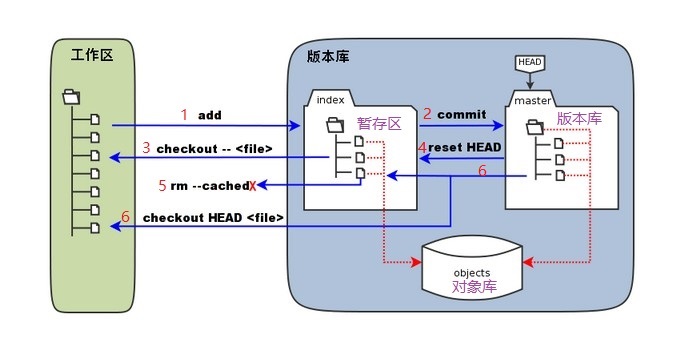 工作区
版本库
HEAD
index
master
暂存区
版本库
1 add
2 commit
3 checkout -- <file>
4 reset HEAD
5 rm --cached X
6
6 checkout HEAD <file>
objects
对象库